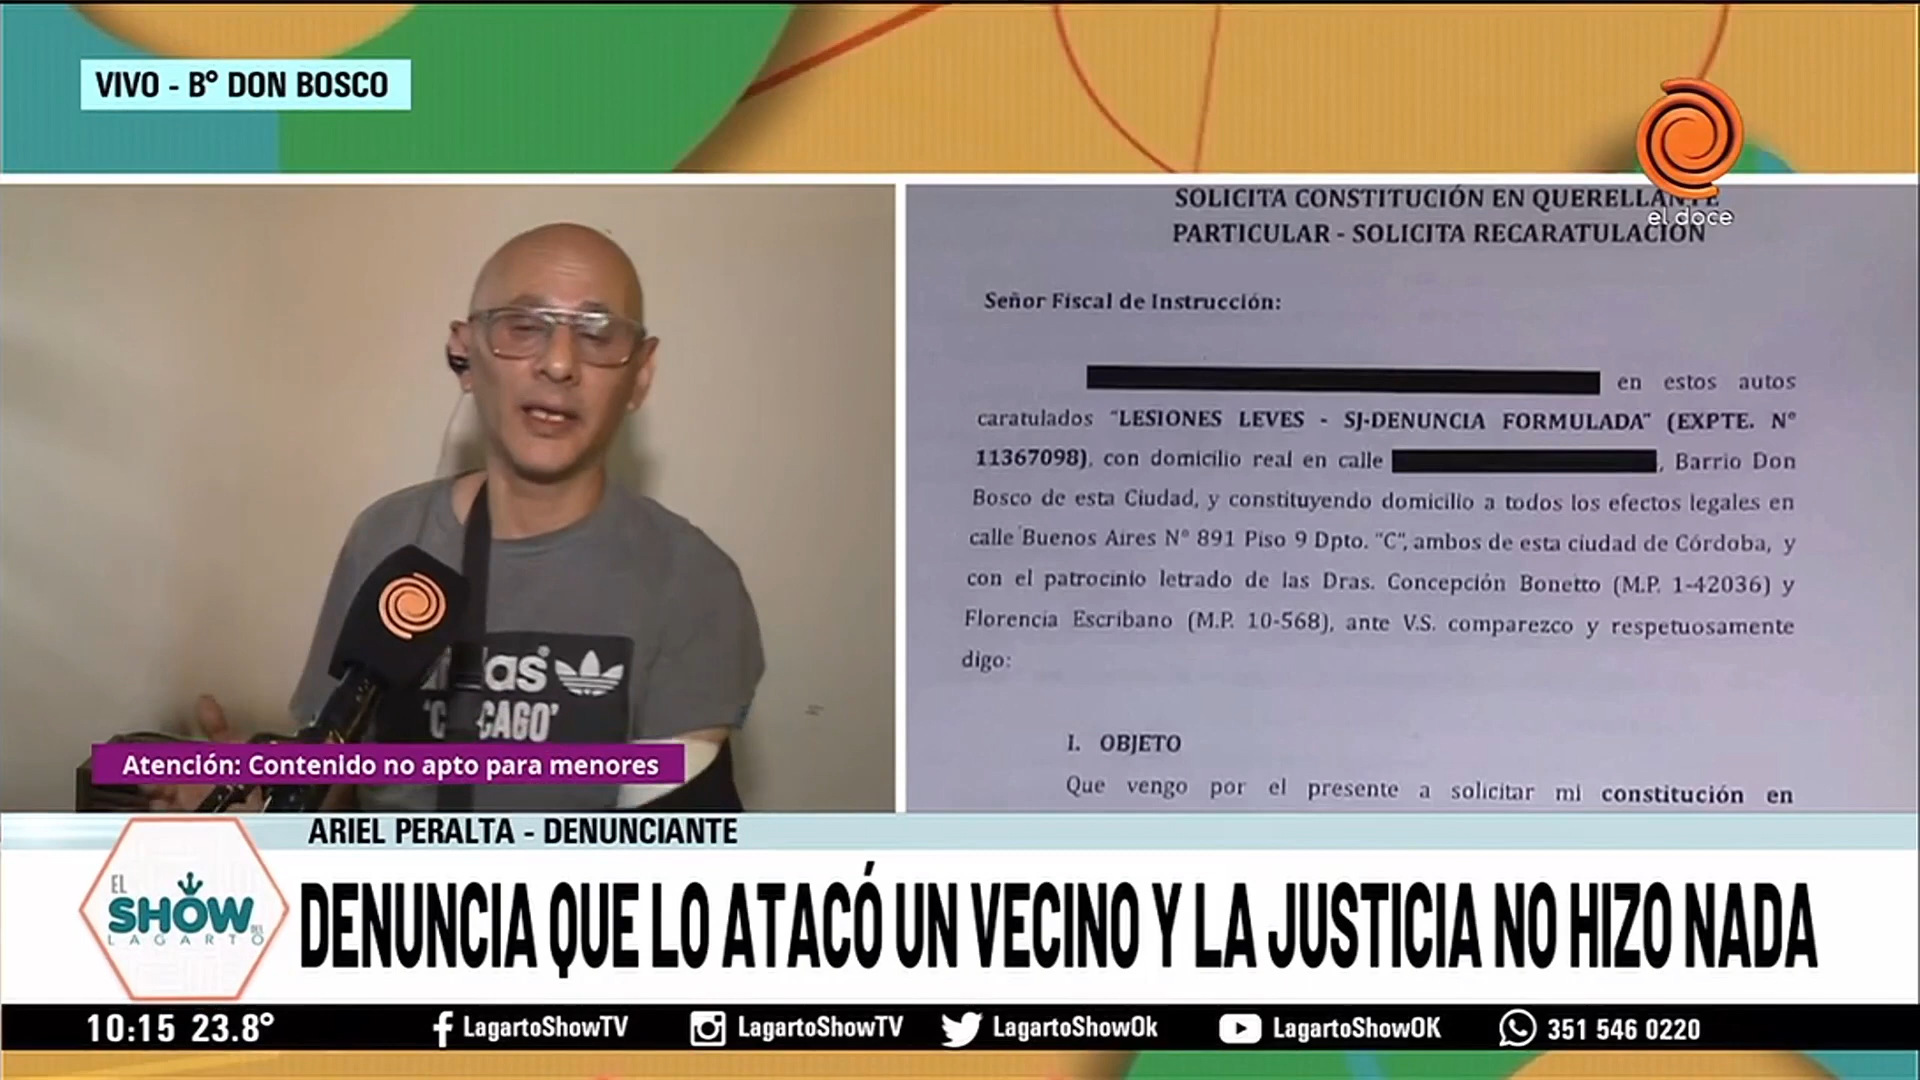 VIVO - B° DON BOSCO
el doce
SOLICITA CONSTITUCIÓN EN QUERELLANTE
PARTICULAR - SOLICITA RECARATULACIÓN
Señor Fiscal de Instrucción:
en estos autos
caratulados "LESIONES LEVES - SJ-DENUNCIA FORMULADA" (EXPTE. N°
11367098), con domicilio real en calle , Barrio Don
Bosco de esta Ciudad, y constituyendo domicilio a todos los efectos legales en
calle Buenos Aires N° 891 Piso 9 Dpto. "C", ambos de esta ciudad de Córdoba, y
con el patrocinio letrado de las Dras. Concepción Bonetto (M.P. 1-42036) y
Florencia Escribano (M.P. 10-568), ante V.S. comparezco y respetuosamente
digo:
I. OBJETO
Que vengo por el presente a solicitar mi constitución en
das
CAGO'
Atención: Contenido no apto para menores
ARIEL PERALTA - DENUNCIANTE
EL
SHOW
DEL
LAGARTO
DENUNCIA QUE LO ATACÓ UN VECINO Y LA JUSTICIA NO HIZO NADA
10:15 23.8° LagartoShowTV LagartoShowTV LagartoShowOk LagartoShowOK 351 546 0220